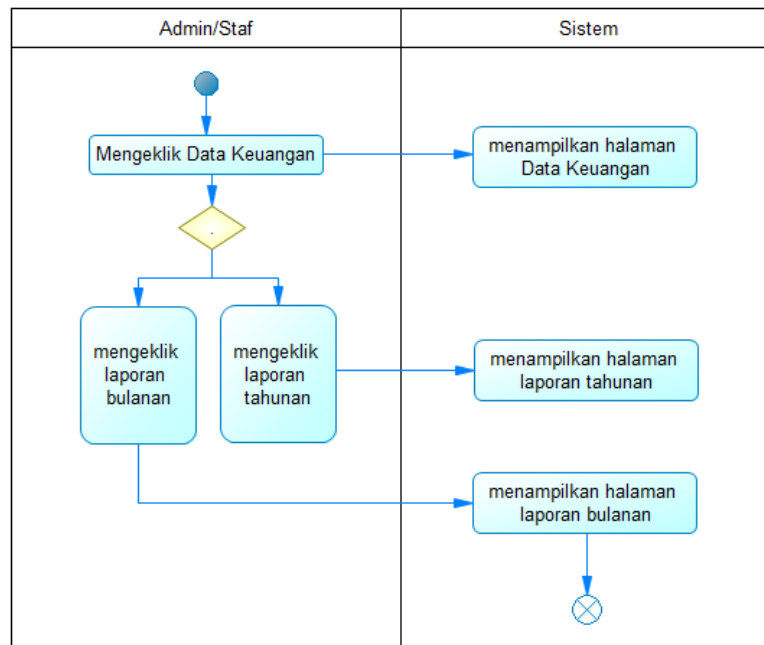 Admin/Staf
Sistem
Mengeklik Data Keuangan
menampilkan halaman
Data Keuangan
.
mengeklik
laporan
bulanan
mengeklik
laporan
tahunan
menampilkan halaman
laporan tahunan
menampilkan halaman
laporan bulanan